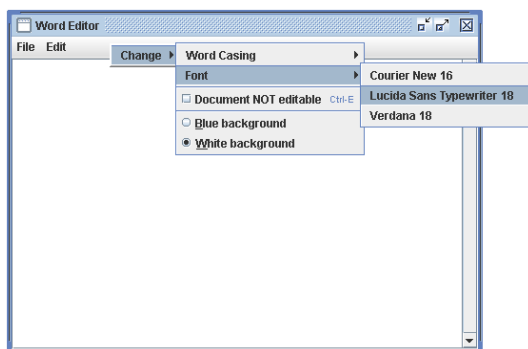 Word Editor
File Edit
Change
Word Casing
Font
Document NOT editable Ctrl-E
Blue background
White background
Courier New 16
Lucida Sans Typewriter 18
Verdana 18